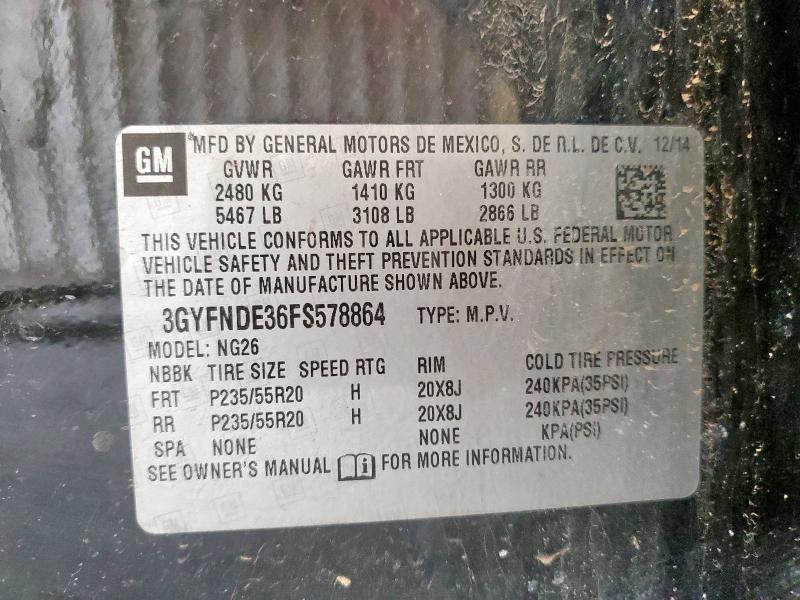 GM
MFD BY GENERAL MOTORS DE MEXICO, S. DE R.L. DE C.V. 12/14
GVWR GAWR FRT GAWR RR
2480 KG 1410 KG 1300 KG
5467 LB 3108 LB 2866 LB
THIS VEHICLE CONFORMS TO ALL APPLICABLE U.S. FEDERAL MOTOR
VEHICLE SAFETY AND THEFT PREVENTION STANDARDS IN EFFECT ON
THE DATE OF MANUFACTURE SHOWN ABOVE.
3GYFNDE36FS578864 TYPE: M.P.V.
MODEL: NG26
NBBK TIRE SIZE SPEED RTG RIM COLD TIRE PRESSURE
FRT P235/55R20 H 20X8J 240KPA(35PSI)
RR P235/55R20 H 20X8J 240KPA(35PSI)
SPA NONE NONE KPA(PSI)
SEE OWNER'S MANUAL FOR MORE INFORMATION.